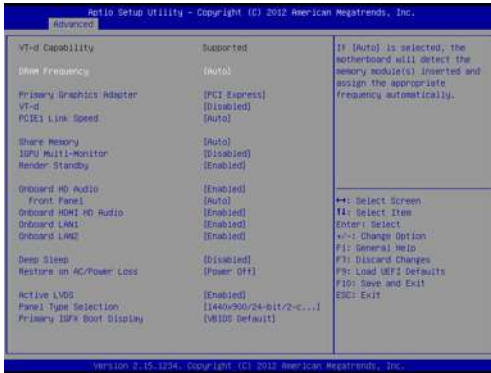 Aptio Setup Utility - Copyright (C) 2012 American Megatrends, Inc.
Advanced
VT-d Capability Supported
DRAM Frequency [Auto]
Primary Graphics Adapter [PCI Express]
VT-d [Disabled]
PCIE1 Link Speed [Auto]
Share Memory [Auto]
IGPU Multi-Monitor [Disabled]
Render Standby [Enabled]
Onboard HD Audio [Enabled]
Front Panel [Auto]
Onboard HDMI HD Audio [Enabled]
Onboard LAN1 [Enabled]
Onboard LAN2 [Enabled]
Deep Sleep [Disabled]
Restore on AC/Power Loss [Power Off]
Active LVDS [Enabled]
Panel Type Selection [1440x900/24-bit/2-c...]
Primary IGFX Boot Display [VBIOS Default]
If [Auto] is selected, the
motherboard will detect the
memory module(s) inserted and
assign the appropriate
frequency automatically.
↔: Select Screen
↑↓: Select Item
Enter: Select
+/-: Change Option
F1: General Help
F7: Discard Changes
F9: Load UEFI Defaults
F10: Save and Exit
ESC: Exit
Version 2.15.1234. Copyright (C) 2012 American Megatrends, Inc.